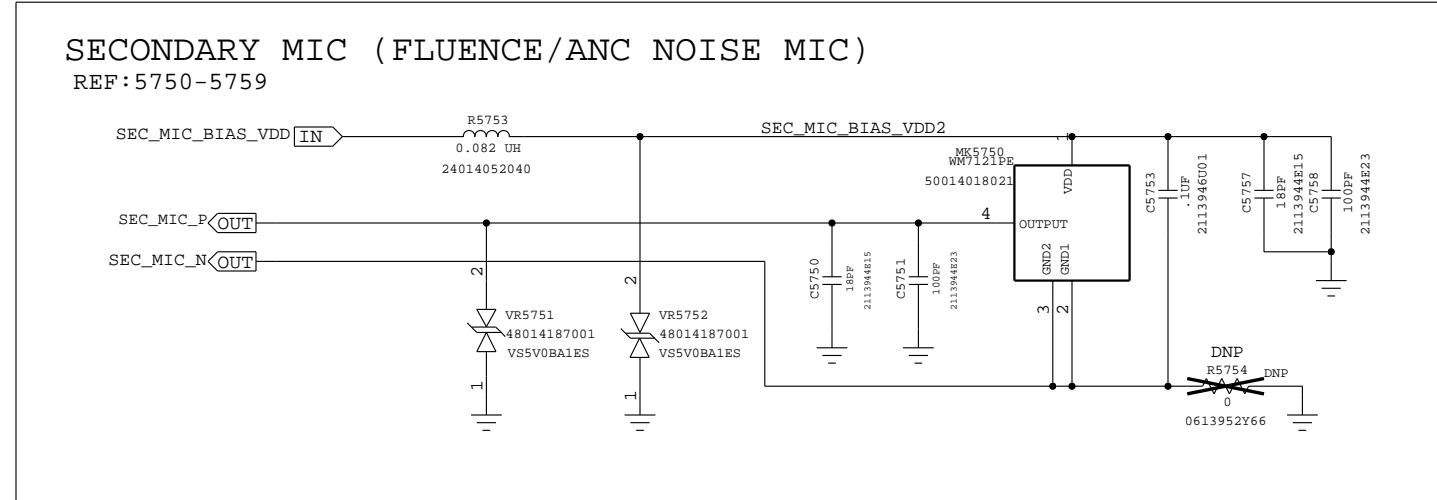 SECONDARY MIC (FLUENCE/ANC NOISE MIC)
REF:5750-5759
SEC_MIC_BIAS_VDD IN
R5753
0.082 UH
24014052040
SEC_MIC_BIAS_VDD2
MK5750
WM7121PE
50014018021
VDD
OUTPUT
GND2
GND1
4
3
2
C5753
.1UF
2113946U01
C5757
18PF
2113944E15
C5758
100PF
2113944E23
SEC_MIC_P OUT
SEC_MIC_N OUT
C5750
18PF
2113944E15
C5751
100PF
2113944E23
2
VR5751
48014187001
VS5V0BA1ES
1
2
VR5752
48014187001
VS5V0BA1ES
1
DNP
R5754
DNP
0
0613952Y66